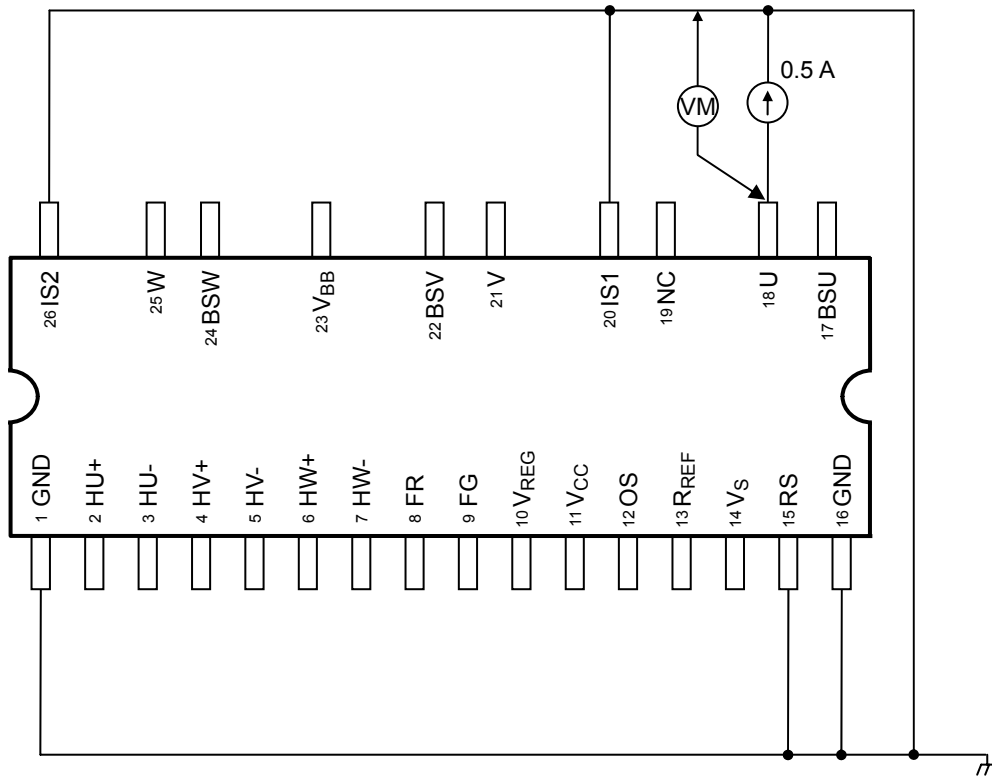 0.5 A
VM
26 IS2
25 W
24 BSW
23 VBB
22 BSV
21 V
20 IS1
19 NC
18 U
17 BSU
1 GND
2 HU+
3 HU-
4 HV+
5 HV-
6 HW+
7 HW-
8 FR
9 FG
10 VREG
11 VCC
12 OS
13 RREF
14 VS
15 RS
16 GND